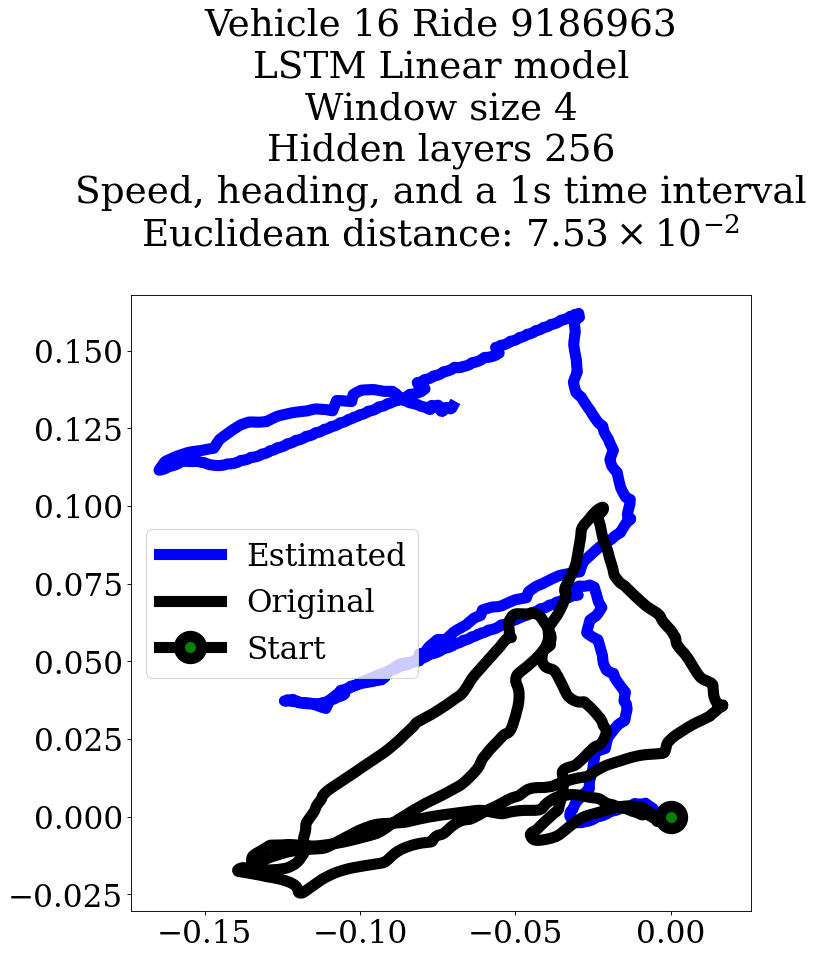 Vehicle 16 Ride 9186963
LSTM Linear model
Window size 4
Hidden layers 256
Speed, heading, and a 1s time interval
Euclidean distance: 7.53 × 10⁻²
0.150
0.125
0.100
0.075
0.050
0.025
0.000
−0.025
Estimated
Original
Start
−0.15 −0.10 −0.05 0.00